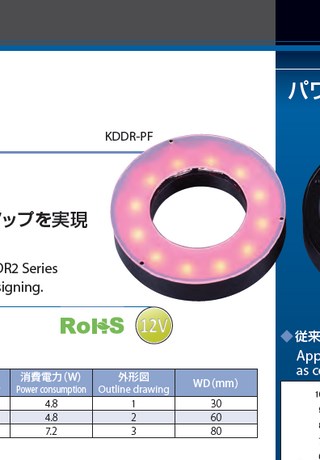 パワ
KDDR-PF
アップを実現
DR2 Series
signing.
RoHS 12V
従来
App
as co
消費電力(W) 外形図 WD(mm)
Power consumption Outline drawing
4.8 1 30
4.8 2 60
7.2 3 80